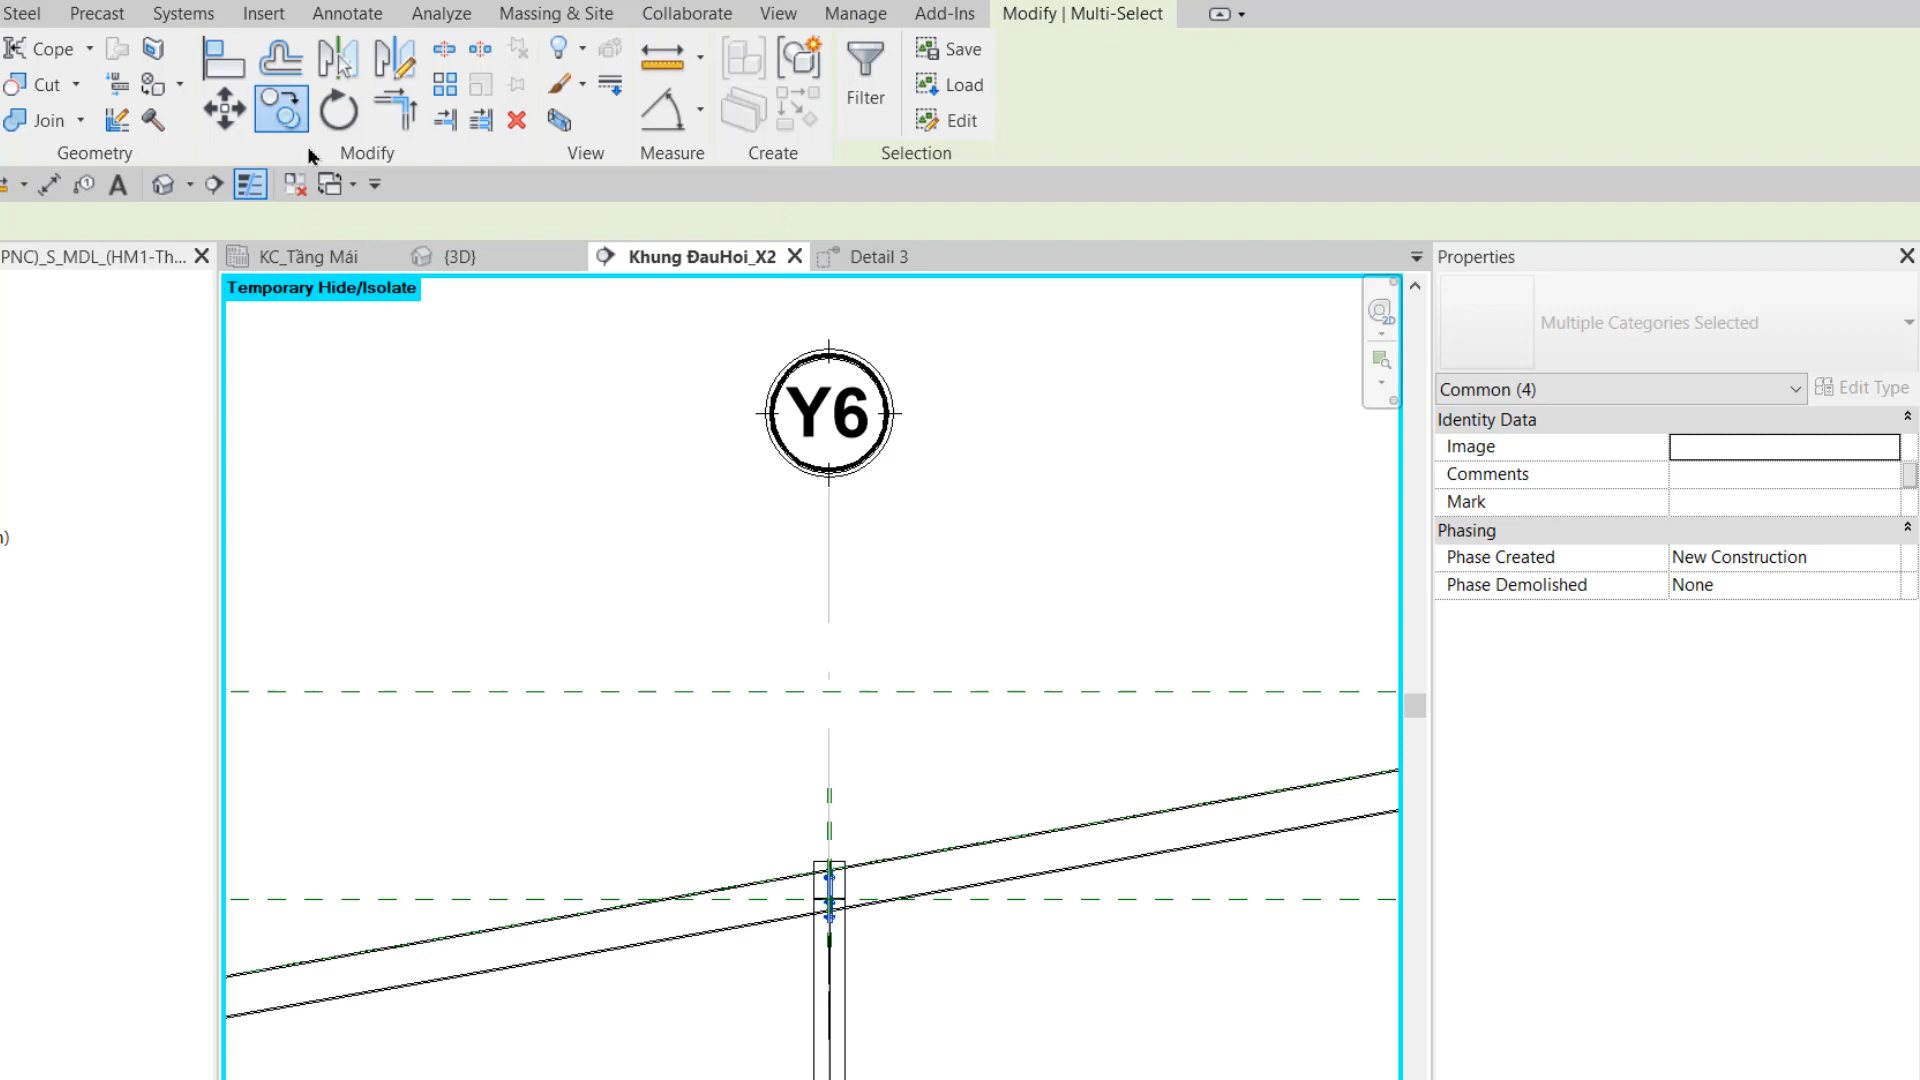 Steel Precast Systems Insert Annotate Analyze Massing & Site Collaborate View Manage Add-Ins Modify | Multi-Select
Cope
Cut
Join
Geometry
Modify
View
Measure
Create
Filter
Save
Load
Edit
Selection
A
PNC)_S_MDL_(HM1-Th...
KC_Tầng Mái
{3D}
Khung ĐauHoi_X2
Detail 3
Temporary Hide/Isolate
2D
Y6
Properties
Multiple Categories Selected
Common (4)
Edit Type
Identity Data
Image
Comments
Mark
Phasing
Phase Created New Construction
Phase Demolished None